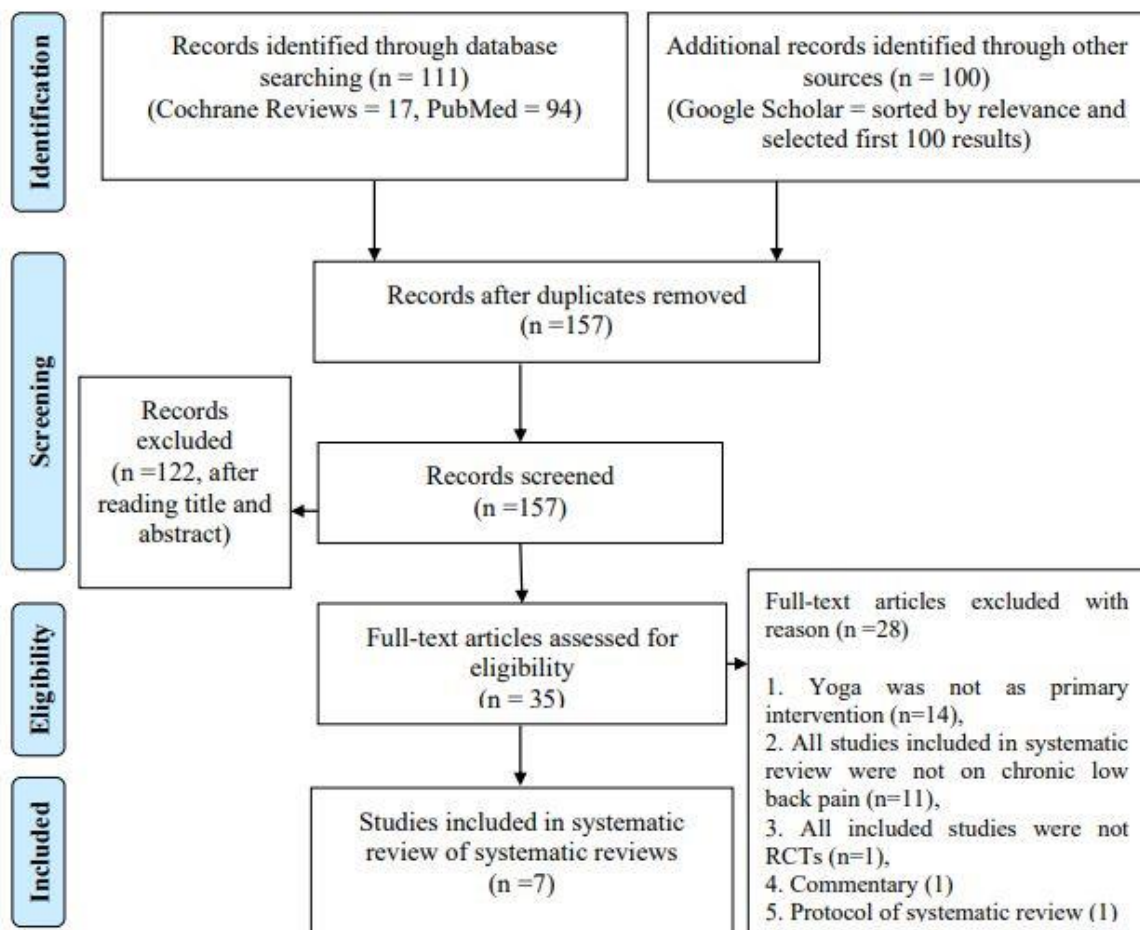 Identification
Records identified through database
searching (n = 111)
(Cochrane Reviews = 17, PubMed = 94)
Additional records identified through other
sources (n = 100)
(Google Scholar = sorted by relevance and
selected first 100 results)
Screening
Records after duplicates removed
(n =157)
Records
excluded
(n =122, after
reading title and
abstract)
Records screened
(n =157)
Eligibility
Full-text articles assessed for
eligibility
(n = 35)
Full-text articles excluded with
reason (n =28)
1. Yoga was not as primary
intervention (n=14),
2. All studies included in systematic
review were not on chronic low
back pain (n=11),
3. All included studies were not
RCTs (n=1),
4. Commentary (1)
5. Protocol of systematic review (1)
Included
Studies included in systematic
review of systematic reviews
(n =7)